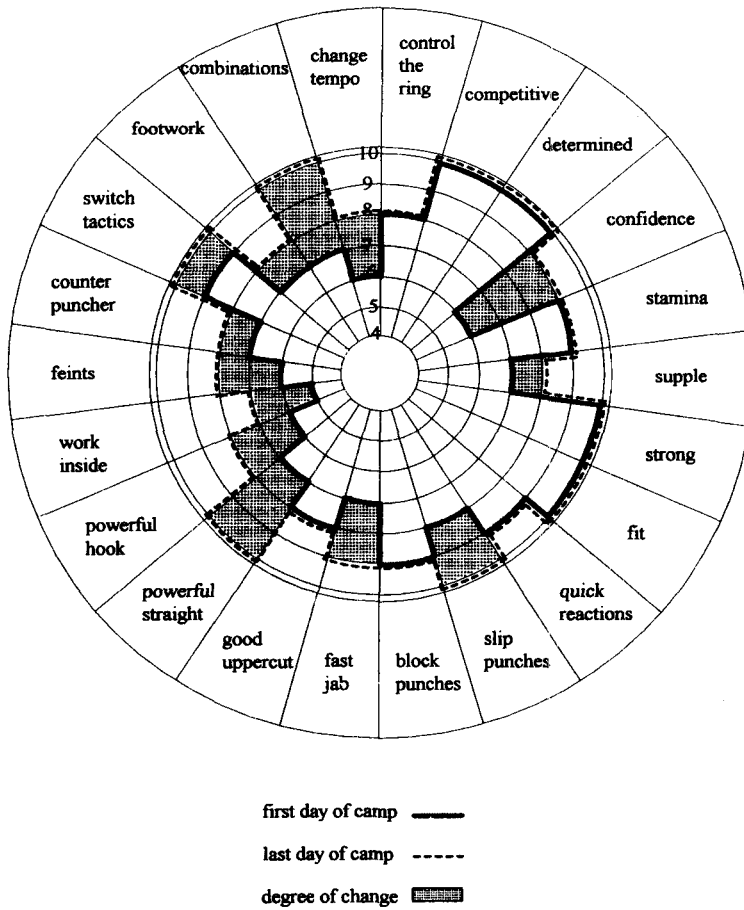 change
tempo
control
the
ring
combinations
competitive
footwork
determined
switch
tactics
confidence
counter
puncher
stamina
feints
supple
work
inside
strong
powerful
hook
fit
powerful
straight
quick
reactions
good
uppercut
fast
jab
block
punches
slip
punches
10
9
8
7
6
5
4
first day of camp
last day of camp
degree of change